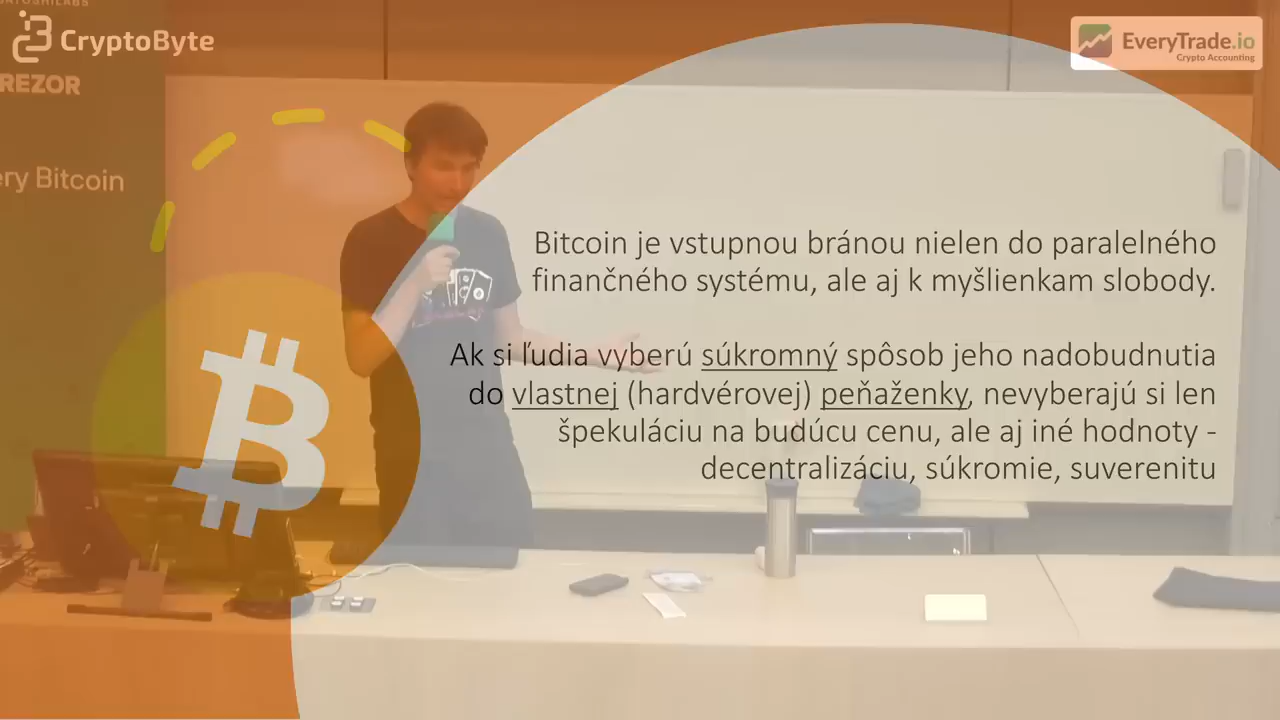 CryptoByte
EveryTrade.io
Crypto Accounting
REZOR
ry Bitcoin
Bitcoin je vstupnou bránou nielen do paralelného
finančného systému, ale aj k myšlienkam slobody.
Ak si ľudia vyberú súkromný spôsob jeho nadobudnutia
do vlastnej (hardvérovej) peňaženky, nevyberajú si len
špekuláciu na budúcu cenu, ale aj iné hodnoty -
decentralizáciu, súkromie, suverenitu